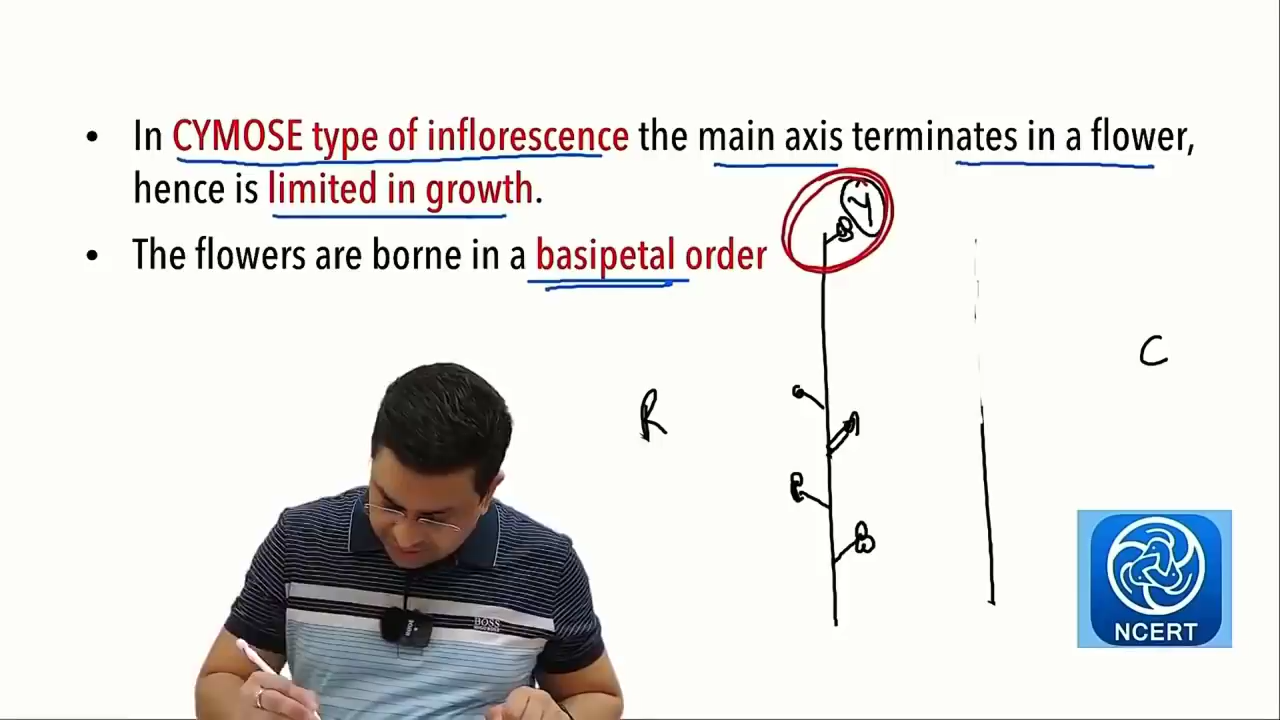 • In CYMOSE type of inflorescence the main axis terminates in a flower,
hence is limited in growth.
• The flowers are borne in a basipetal order
Y
R
C
BOSS
NCERT